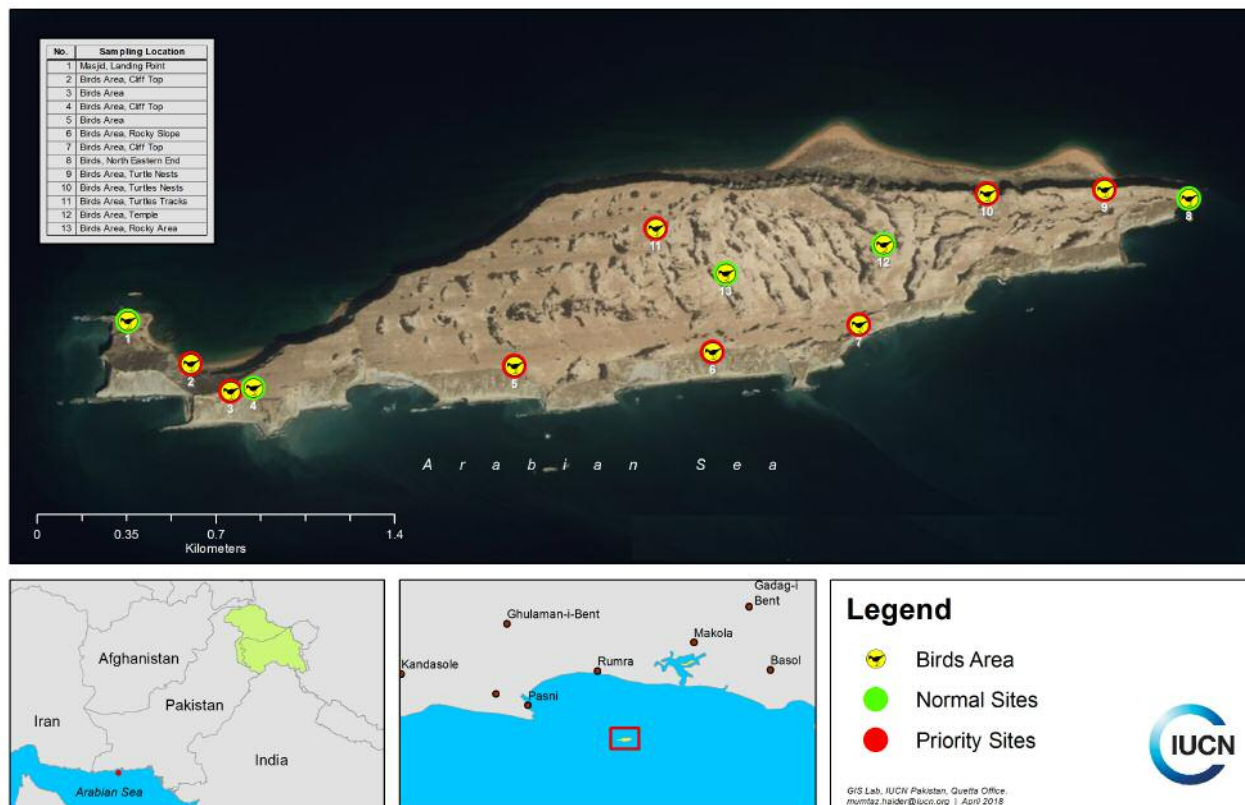 No. Sampling Location
1 Masjid, Landing Point
2 Birds Area, Cliff Top
3 Birds Area
4 Birds Area, Cliff Top
5 Birds Area
6 Birds Area, Rocky Slope
7 Birds Area, Cliff Top
8 Birds, North Eastern End
9 Birds Area, Turtle Nests
10 Birds Area, Turtles Nests
11 Birds Area, Turtles Tracks
12 Birds Area, Temple
13 Birds Area, Rocky Area
1
2
3
4
5
6
7
8
9
10
11
12
13
Arabian Sea
0 0.35 0.7 1.4
Kilometers
Afghanistan
Pakistan
Iran
India
Arabian Sea
Gadag-i
Bent
Ghulaman-i-Bent
Makola
Kandasole
Rumra
Basol
Pasni
Legend
Birds Area
Normal Sites
Priority Sites
IUCN
GIS Lab, IUCN Pakistan, Quetta Office.
mumtaz.haider@iucn.org | April 2018